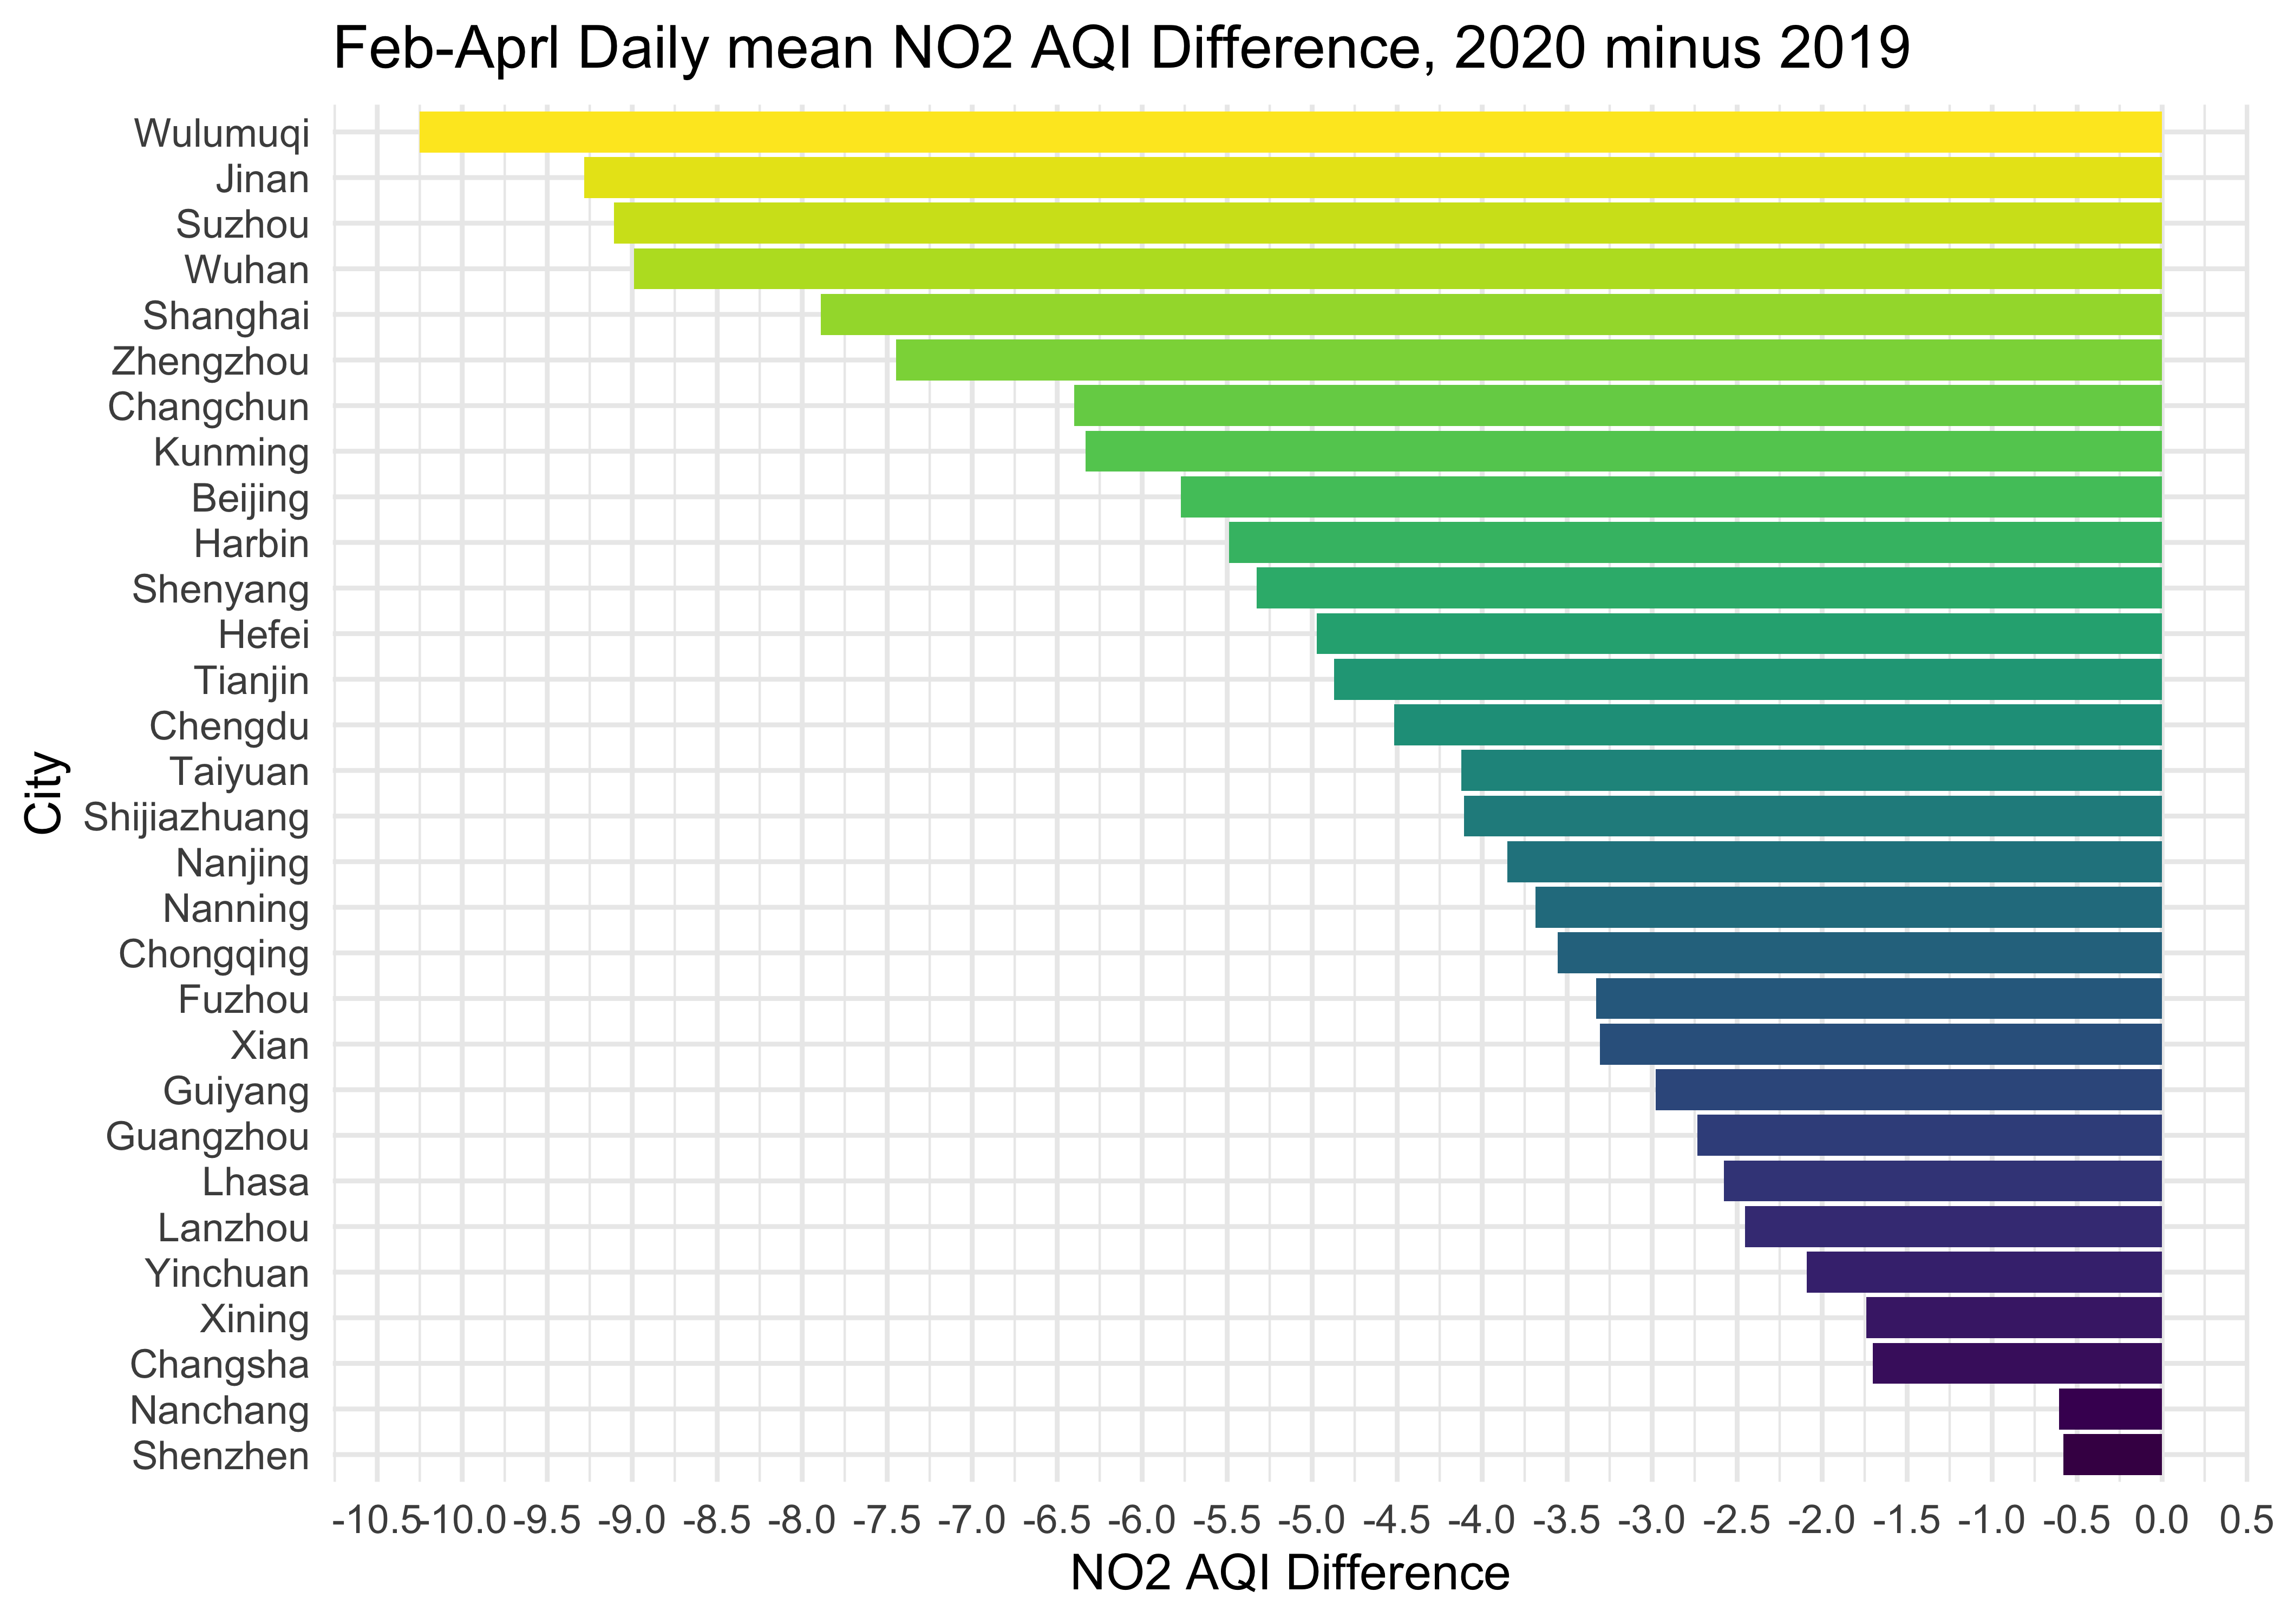 Feb-Aprl Daily mean NO2 AQI Difference, 2020 minus 2019
Wulumuqi
Jinan
Suzhou
Wuhan
Shanghai
Zhengzhou
Changchun
Kunming
Beijing
Harbin
Shenyang
Hefei
Tianjin
Chengdu
Taiyuan
Shijiazhuang
Nanjing
Nanning
Chongqing
Fuzhou
Xian
Guiyang
Guangzhou
Lhasa
Lanzhou
Yinchuan
Xining
Changsha
Nanchang
Shenzhen
City
-10.5 -10.0 -9.5 -9.0 -8.5 -8.0 -7.5 -7.0 -6.5 -6.0 -5.5 -5.0 -4.5 -4.0 -3.5 -3.0 -2.5 -2.0 -1.5 -1.0 -0.5 0.0 0.5
NO2 AQI Difference